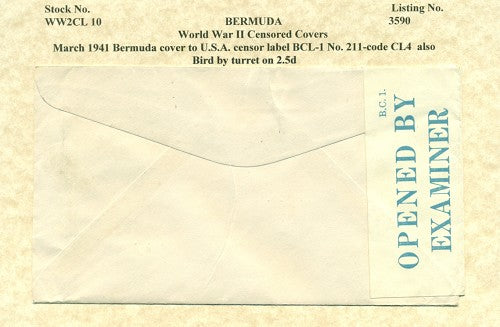 Stock No.
Listing No.
WW2CL 10
BERMUDA
3590
World War II Censored Covers
March 1941 Bermuda cover to U.S.A. censor label BCL-1 No. 211-code CL4 also
Bird by turret on 2.5d
B.C. 1.
OPENED BY
EXAMINER